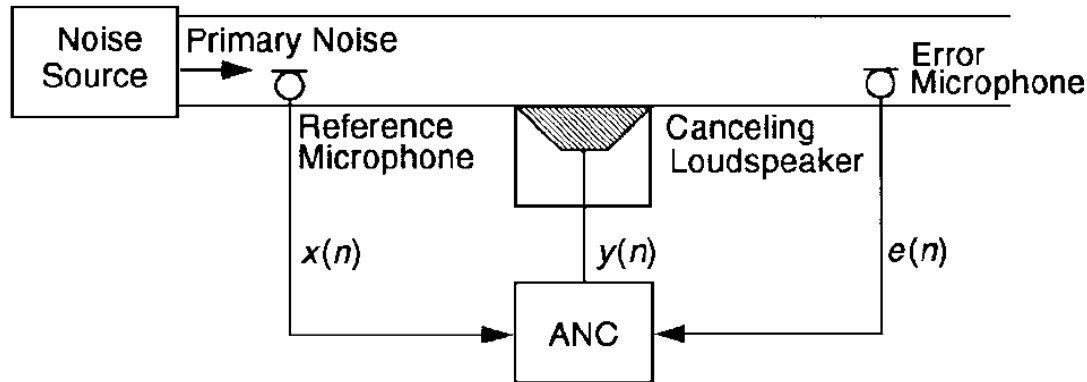 Noise
Source
Primary Noise
Reference
Microphone
Canceling
Loudspeaker
Error
Microphone
x(n)
y(n)
e(n)
ANC